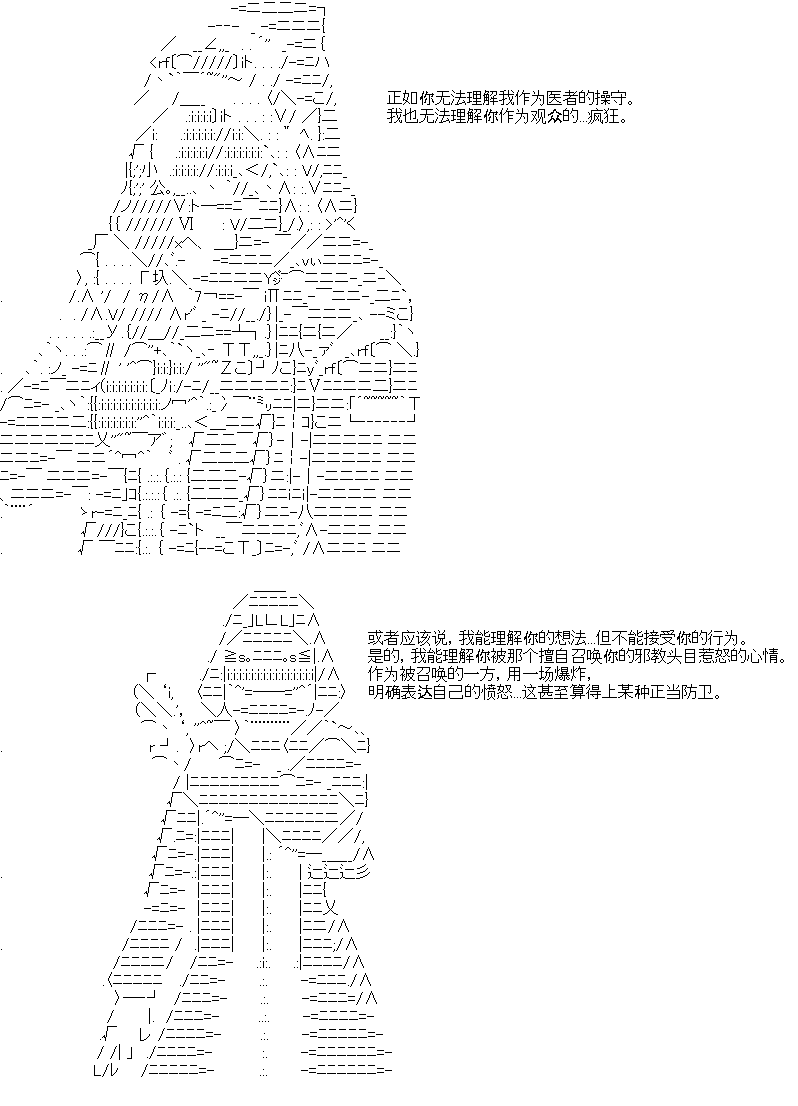 正如你无法理解我作为医者的操守。
我也无法理解你作为观众的...疯狂。
或者应该说，我能理解你的想法...但不能接受你的行为。
是的，我能理解你被那个擅自召唤你的邪教头目惹怒的心情。
作为被召唤的一方，用一场爆炸，
明确表达自己的愤怒...这甚至算得上某种正当防卫。